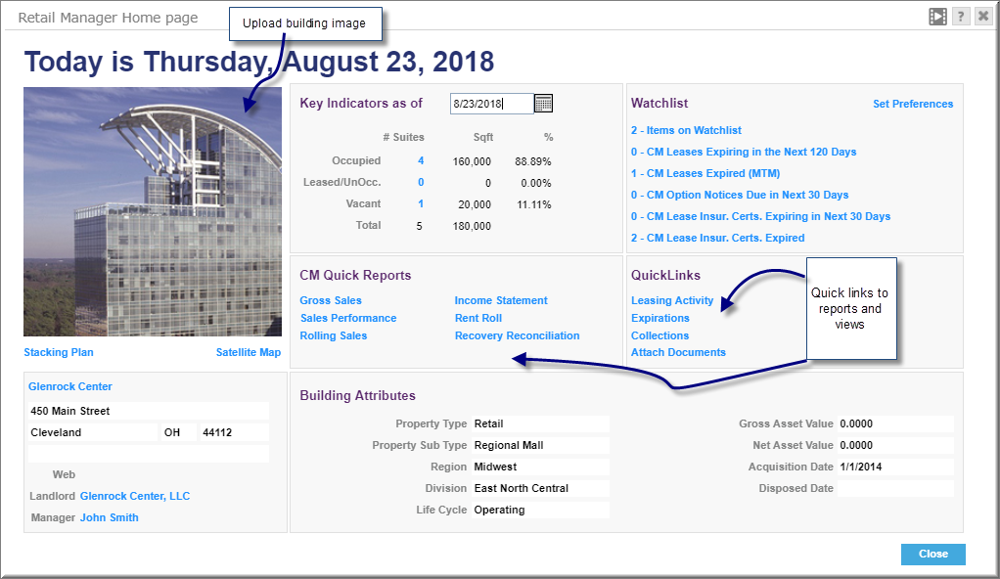 Retail Manager Home page
?
Upload building image
Today is Thursday, August 23, 2018
Key Indicators as of 8/23/2018
# Suites Sqft %
Occupied 4 160,000 88.89%
Leased/UnOcc. 0 0 0.00%
Vacant 1 20,000 11.11%
Total 5 180,000
Watchlist Set Preferences
2 - Items on Watchlist
0 - CM Leases Expiring in the Next 120 Days
1 - CM Leases Expired (MTM)
0 - CM Option Notices Due in Next 30 Days
0 - CM Lease Insur. Certs. Expiring in Next 30 Days
2 - CM Lease Insur. Certs. Expired
Stacking Plan Satellite Map
CM Quick Reports
Gross Sales Income Statement
Sales Performance Rent Roll
Rolling Sales Recovery Reconciliation
QuickLinks
Leasing Activity
Expirations
Collections
Attach Documents
Quick links to
reports and
views
Glenrock Center
450 Main Street
Cleveland OH 44112
Web
Landlord Glenrock Center, LLC
Manager John Smith
Building Attributes
Property Type Retail
Property Sub Type Regional Mall
Region Midwest
Division East North Central
Life Cycle Operating
Gross Asset Value 0.0000
Net Asset Value 0.0000
Acquisition Date 1/1/2014
Disposed Date
Close